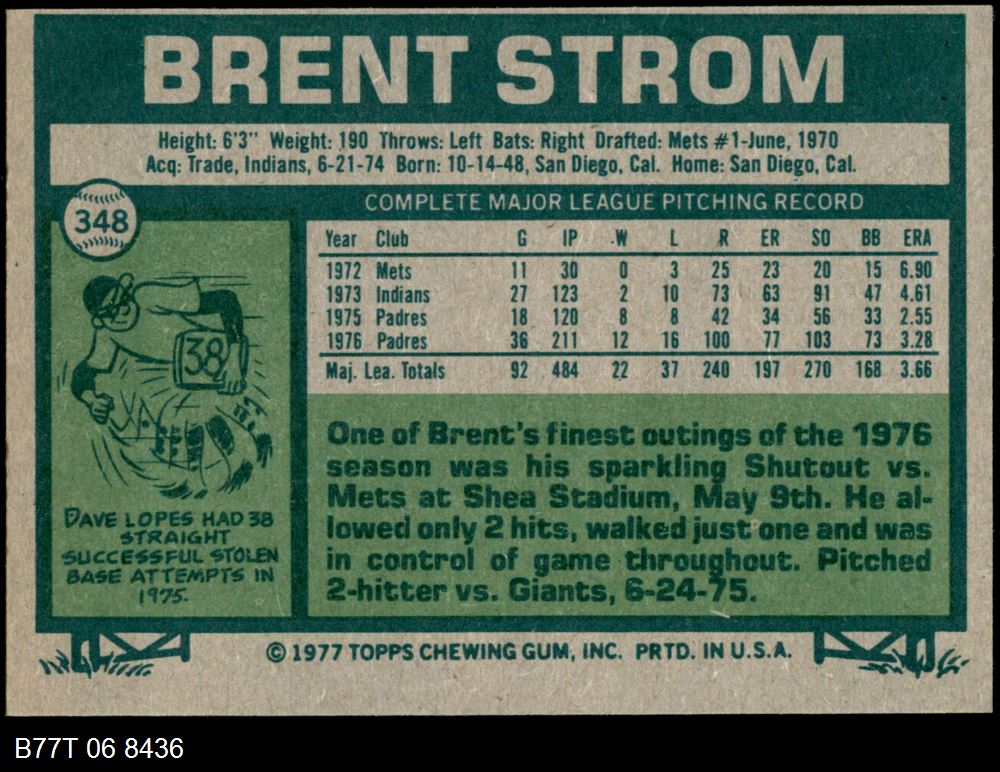 BRENT STROM
Height: 6'3" Weight: 190 Throws: Left Bats: Right Drafted: Mets #1-June, 1970
Acq: Trade, Indians, 6-21-74 Born: 10-14-48, San Diego, Cal. Home: San Diego, Cal.
348
COMPLETE MAJOR LEAGUE PITCHING RECORD
Year Club G IP W L R ER SO BB ERA
1972 Mets 11 30 0 3 25 23 20 15 6.90
1973 Indians 27 123 2 10 73 63 91 47 4.61
1975 Padres 18 120 8 8 42 34 56 33 2.55
1976 Padres 36 211 12 16 100 77 103 73 3.28
Maj. Lea. Totals 92 484 22 37 240 197 270 168 3.66
38
DAVE LOPES HAD 38
STRAIGHT
SUCCESSFUL STOLEN
BASE ATTEMPTS IN
1975.
One of Brent's finest outings of the 1976
season was his sparkling Shutout vs.
Mets at Shea Stadium, May 9th. He al-
lowed only 2 hits, walked just one and was
in control of game throughout. Pitched
2-hitter vs. Giants, 6-24-75.
© 1977 TOPPS CHEWING GUM, INC. PRTD. IN U.S.A.
B77T 06 8436